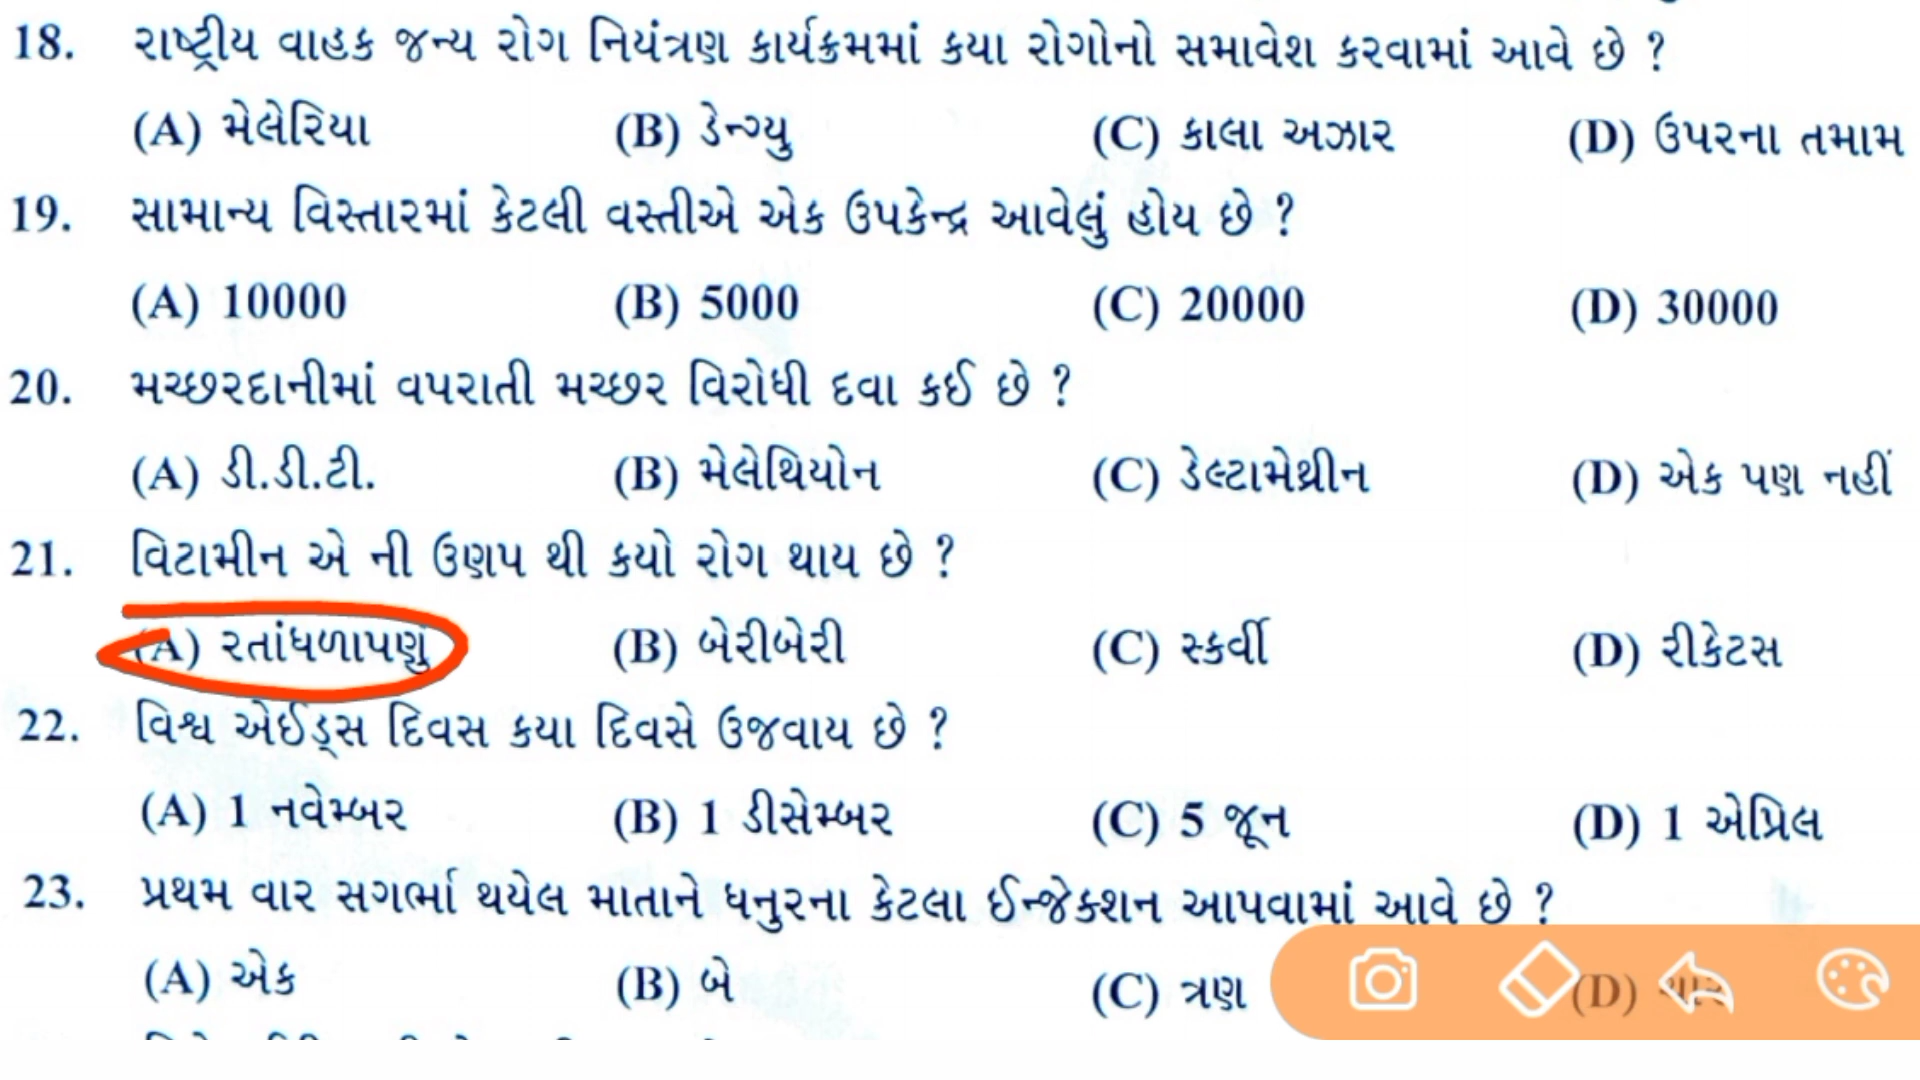 18. રાષ્ટ્રીય વાહક જન્ય રોગ નિયંત્રણ કાર્યક્રમમાં કયા રોગોનો સમાવેશ કરવામાં આવે છે ?
(A) મેલેરિયા (B) ડેન્ગ્યુ (C) કાલા અઝાર (D) ઉપરના તમામ
19. સામાન્ય વિસ્તારમાં કેટલી વસ્તીએ એક ઉપકેન્દ્ર આવેલું હોય છે ?
(A) 10000 (B) 5000 (C) 20000 (D) 30000
20. મચ્છરદાનીમાં વપરાતી મચ્છર વિરોધી દવા કઈ છે ?
(A) ડી.ડી.ટી. (B) મેલેથિયોન (C) ડેલ્ટામેથ્રીન (D) એક પણ નહીં
21. વિટામીન એ ની ઉણપ થી કયો રોગ થાય છે ?
(A) રતાંધળાપણું (B) બેરીબેરી (C) સ્કર્વી (D) રીકેટસ
22. વિશ્વ એઈડ્સ દિવસ કયા દિવસે ઉજવાય છે ?
(A) 1 નવેમ્બર (B) 1 ડીસેમ્બર (C) 5 જૂન (D) 1 એપ્રિલ
23. પ્રથમ વાર સગર્ભા થયેલ માતાને ધનુરના કેટલા ઈન્જેક્શન આપવામાં આવે છે ?
(A) એક (B) બે (C) ત્રણ (D)